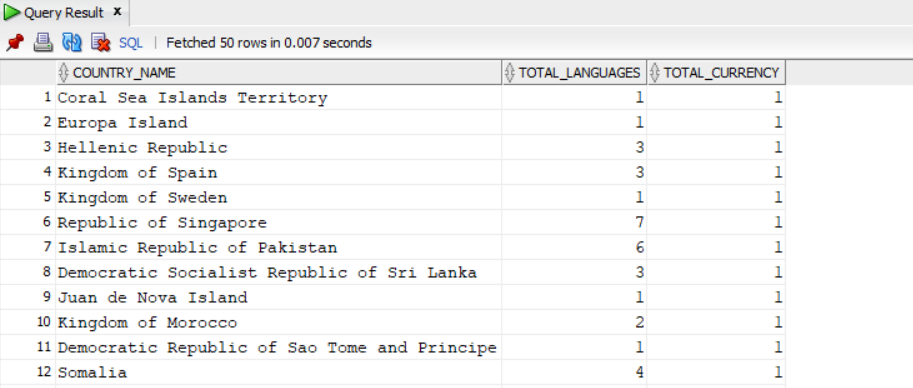 Query Result x
SQL | Fetched 50 rows in 0.007 seconds
COUNTRY_NAME TOTAL_LANGUAGES TOTAL_CURRENCY
1 Coral Sea Islands Territory 1 1
2 Europa Island 1 1
3 Hellenic Republic 3 1
4 Kingdom of Spain 3 1
5 Kingdom of Sweden 1 1
6 Republic of Singapore 7 1
7 Islamic Republic of Pakistan 6 1
8 Democratic Socialist Republic of Sri Lanka 3 1
9 Juan de Nova Island 1 1
10 Kingdom of Morocco 2 1
11 Democratic Republic of Sao Tome and Principe 1 1
12 Somalia 4 1